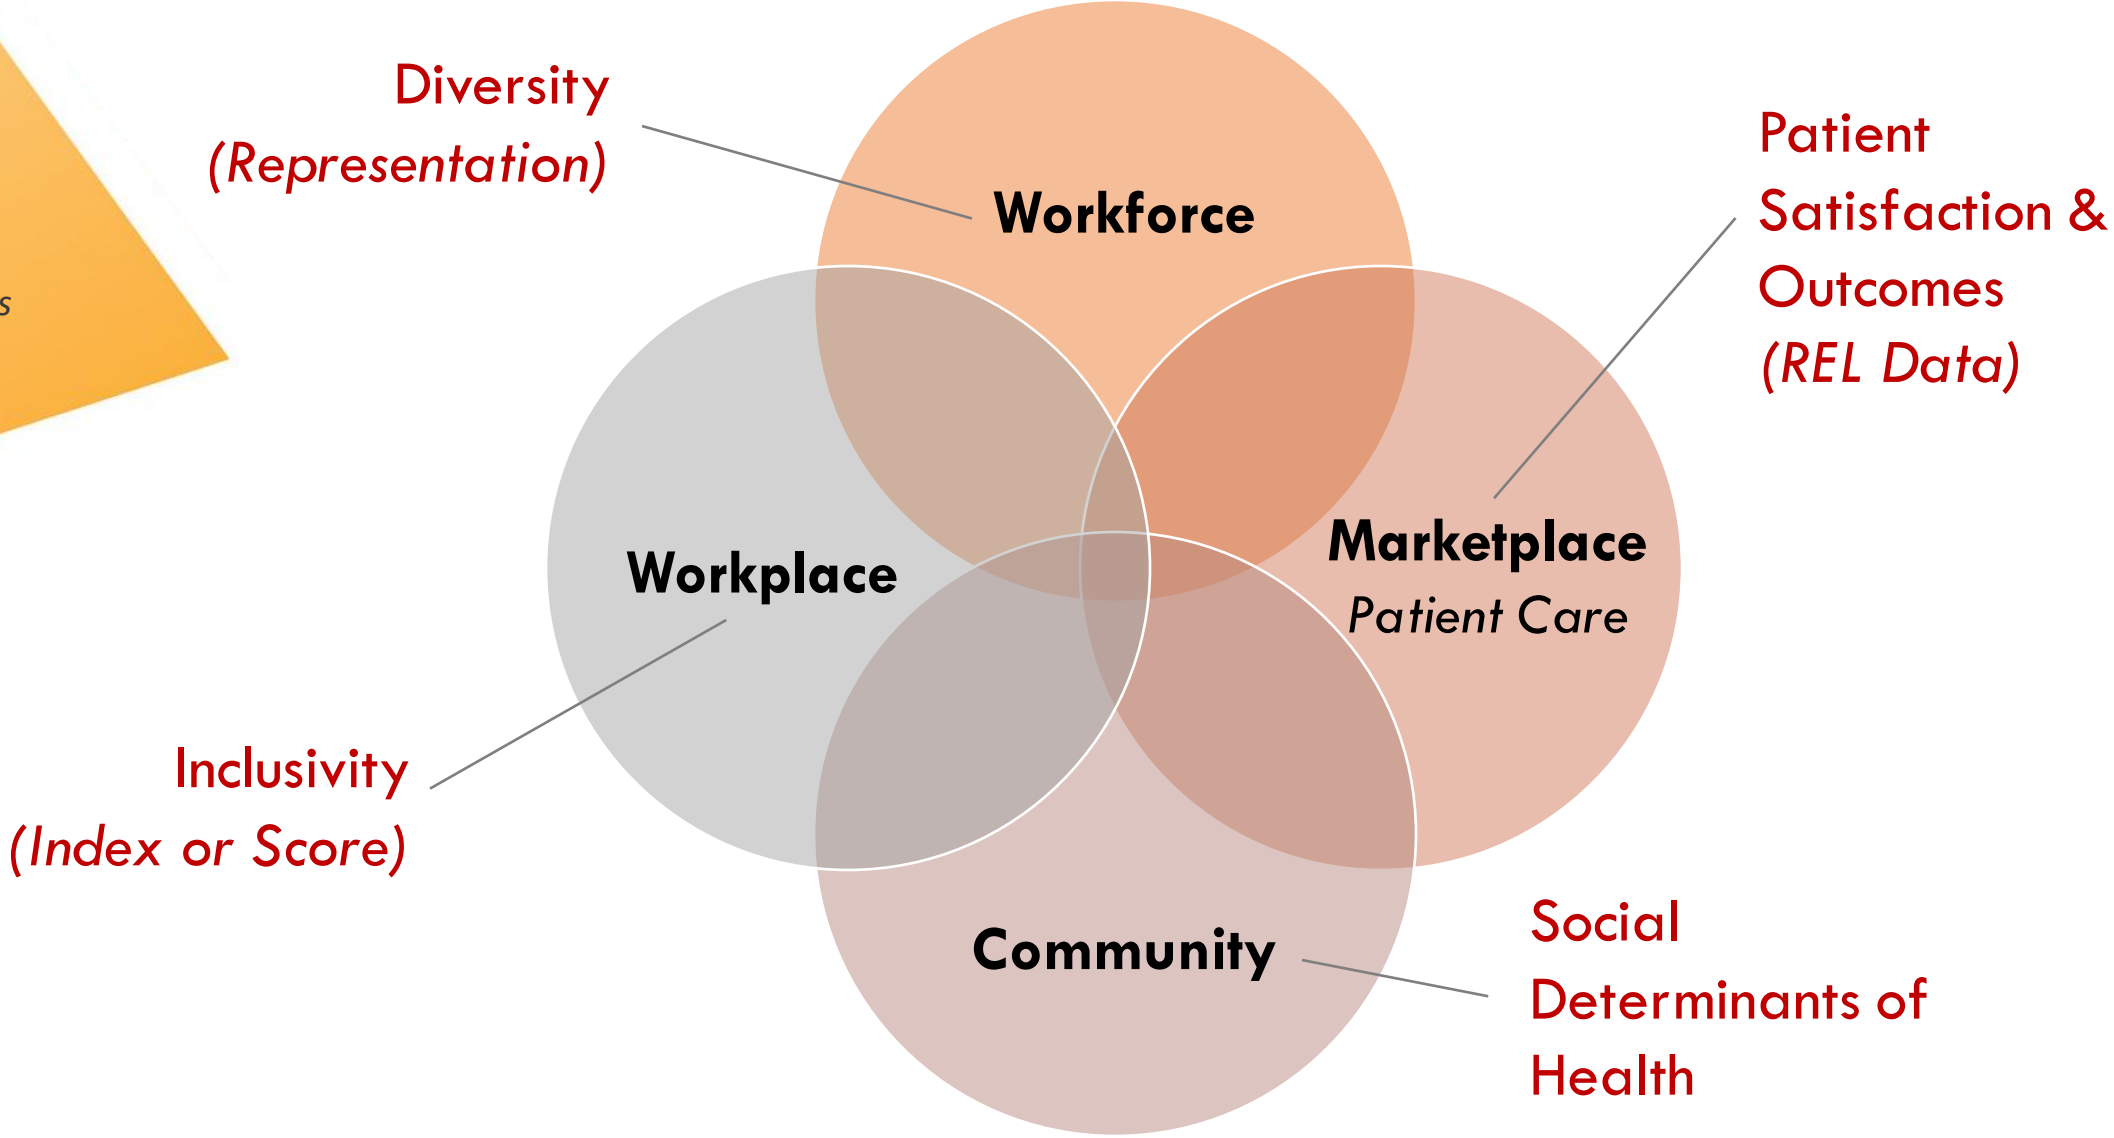 Diversity
(Representation)
Workforce
Patient
Satisfaction &
Outcomes
(REL Data)
s
Workplace
Marketplace
Patient Care
Inclusivity
(Index or Score)
Community
Social
Determinants of
Health